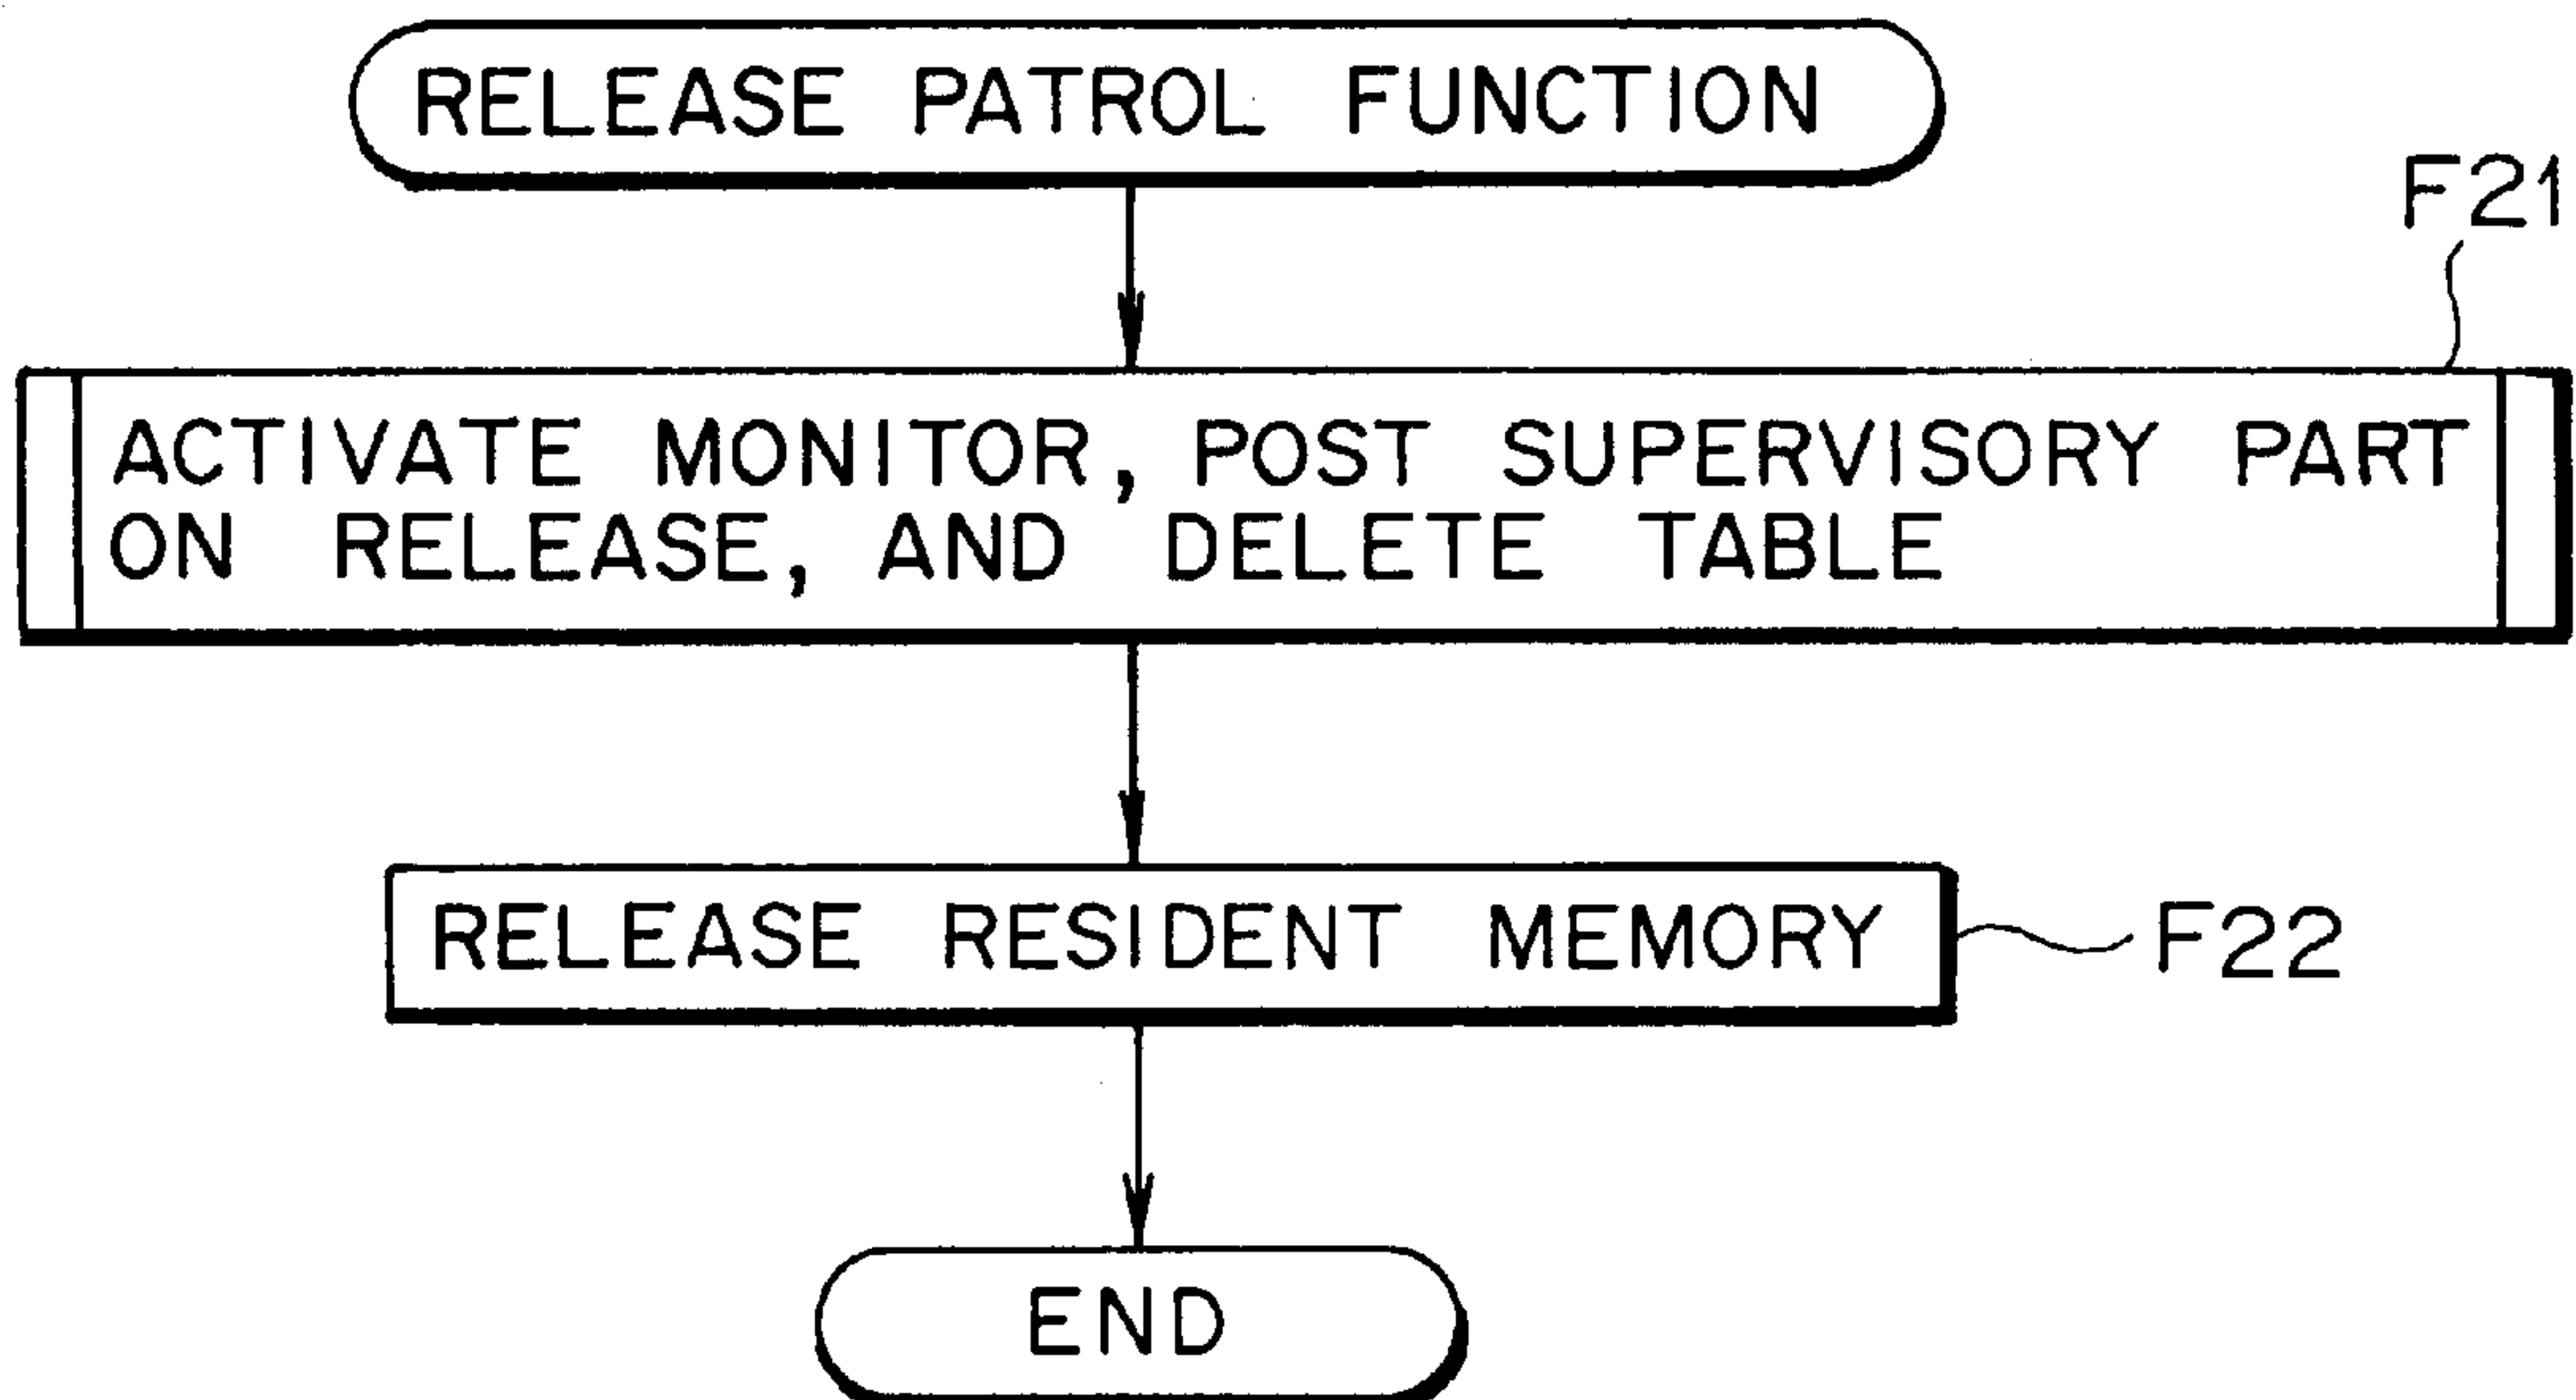 RELEASE PATROL FUNCTION
F21
ACTIVATE MONITOR, POST SUPERVISORY PART
ON RELEASE, AND DELETE TABLE
RELEASE RESIDENT MEMORY
F22
END